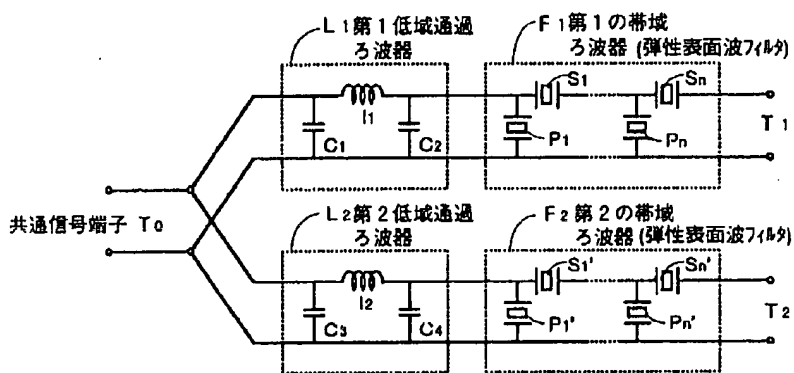 L1第1低域通過
ろ波器
F1第1の帯域
ろ波器(弾性表面波フィルタ)
S1
Sn
I1
C1
C2
P1
Pn
T1
共通信号端子 T0
L2第2低域通過
ろ波器
F2第2の帯域
ろ波器(弾性表面波フィルタ)
S1'
Sn'
I2
C3
C4
P1'
Pn'
T2